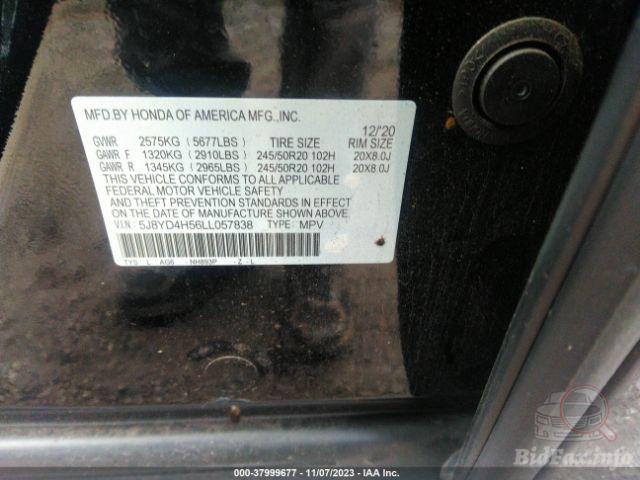 MFD.BY HONDA OF AMERICA MFG.,INC.
12/'20
GVWR 2575KG (5677LBS) TIRE SIZE RIM SIZE
GAWR F 1320KG (2910LBS) 245/50R20 102H 20X8.0J
GAWR R 1345KG (2965LBS) 245/50R20 102H 20X8.0J
THIS VEHICLE CONFORMS TO ALL APPLICABLE
FEDERAL MOTOR VEHICLE SAFETY
AND THEFT PREVENTION STANDARDS IN EFFECT
ON THE DATE OF MANUFACTURE SHOWN ABOVE.
V.I.N.: 5J8YD4H56LL057838 TYPE: MPV
TYS L AG6 NH893P - Z - L
BidFax.info
000-37999677 - 11/07/2023 - IAA Inc.